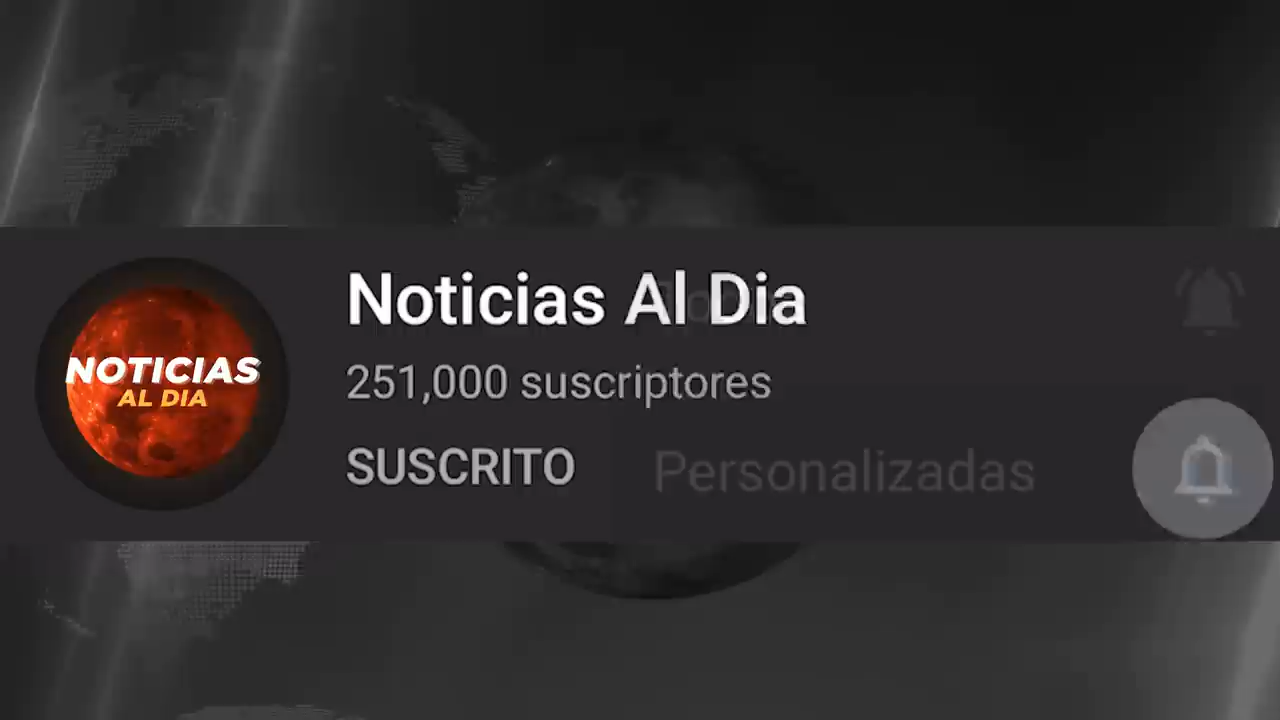 NOTICIAS
AL DIA
Noticias Al Dia
251,000 suscriptores
SUSCRITO
Personalizadas